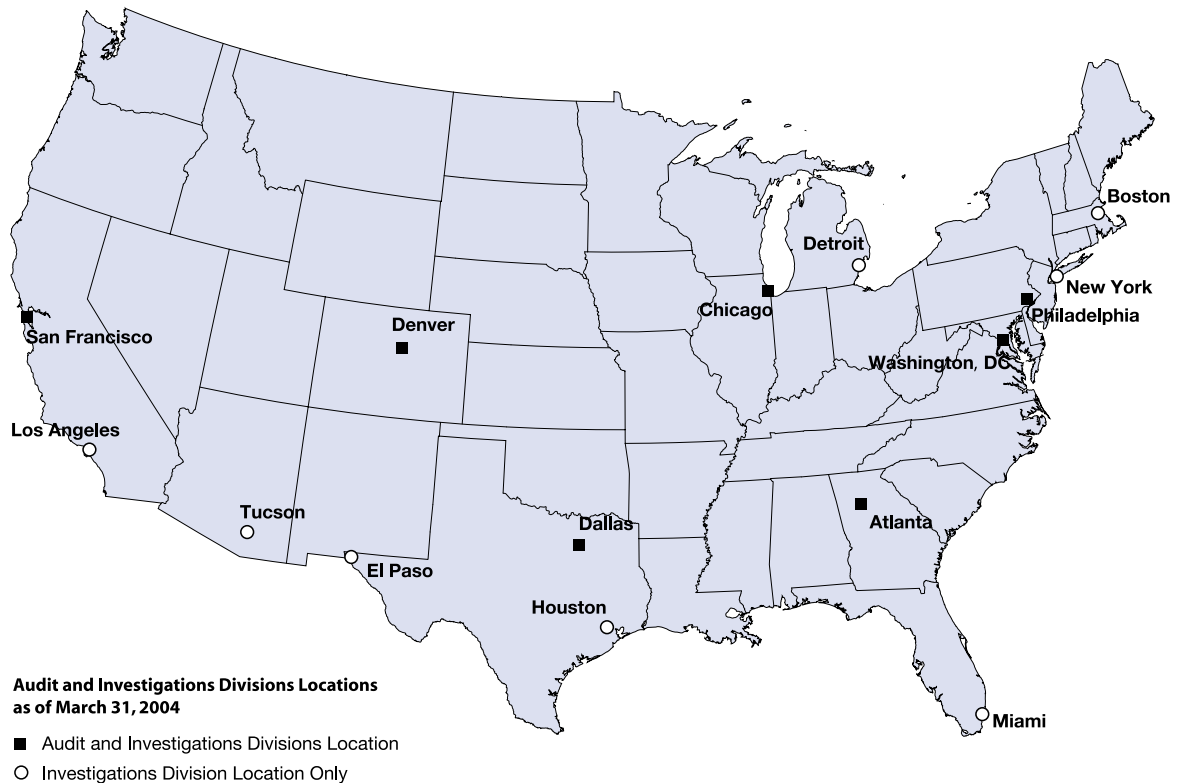 Boston
Detroit
New York
Chicago
Philadelphia
Denver
San Francisco
Washington, DC
Los Angeles
Tucson
Dallas
Atlanta
El Paso
Houston
Miami
Audit and Investigations Divisions Locations
as of March 31, 2004
Audit and Investigations Divisions Location
Investigations Division Location Only